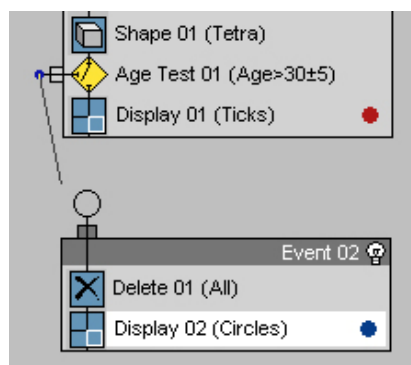 Shape 01 (Tetra)
Age Test 01 (Age>30±5)
Display 01 (Ticks)
Event 02
Delete 01 (All)
Display 02 (Circles)